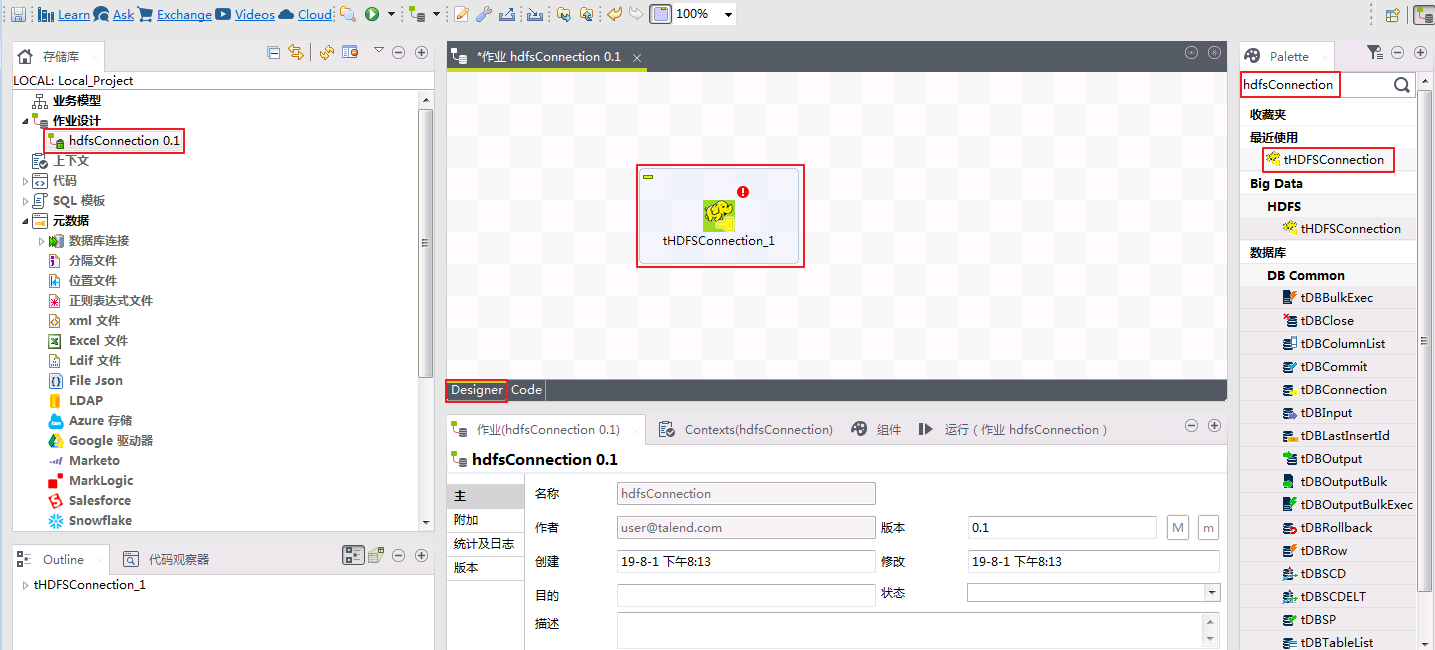 Learn Ask Exchange Videos Cloud 100%
存储库
LOCAL: Local_Project
业务模型
作业设计
hdfsConnection 0.1
上下文
代码
SQL 模板
元数据
数据库连接
分隔文件
位置文件
正则表达式文件
xml 文件
Excel 文件
Ldif 文件
File Json
LDAP
Azure 存储
Google 驱动器
Marketo
MarkLogic
Salesforce
Snowflake
Outline 代码观察器
tHDFSConnection_1
*作业 hdfsConnection 0.1
tHDFSConnection_1
Designer Code
作业(hdfsConnection 0.1) Contexts(hdfsConnection) 组件 运行 ( 作业 hdfsConnection )
hdfsConnection 0.1
主
附加
统计及日志
版本
名称 hdfsConnection
作者 user@talend.com 版本 0.1 M m
创建 19-8-1 下午8:13 修改 19-8-1 下午8:13
目的 状态
描述
Palette
hdfsConnection
收藏夹
最近使用
tHDFSConnection
Big Data
HDFS
tHDFSConnection
数据库
DB Common
tDBBulkExec
tDBClose
tDBColumnList
tDBCommit
tDBConnection
tDBInput
tDBLastInsertId
tDBOutput
tDBOutputBulk
tDBOutputBulkExec
tDBRollback
tDBRow
tDBSCD
tDBSCDELT
tDBSP
tDBTableList